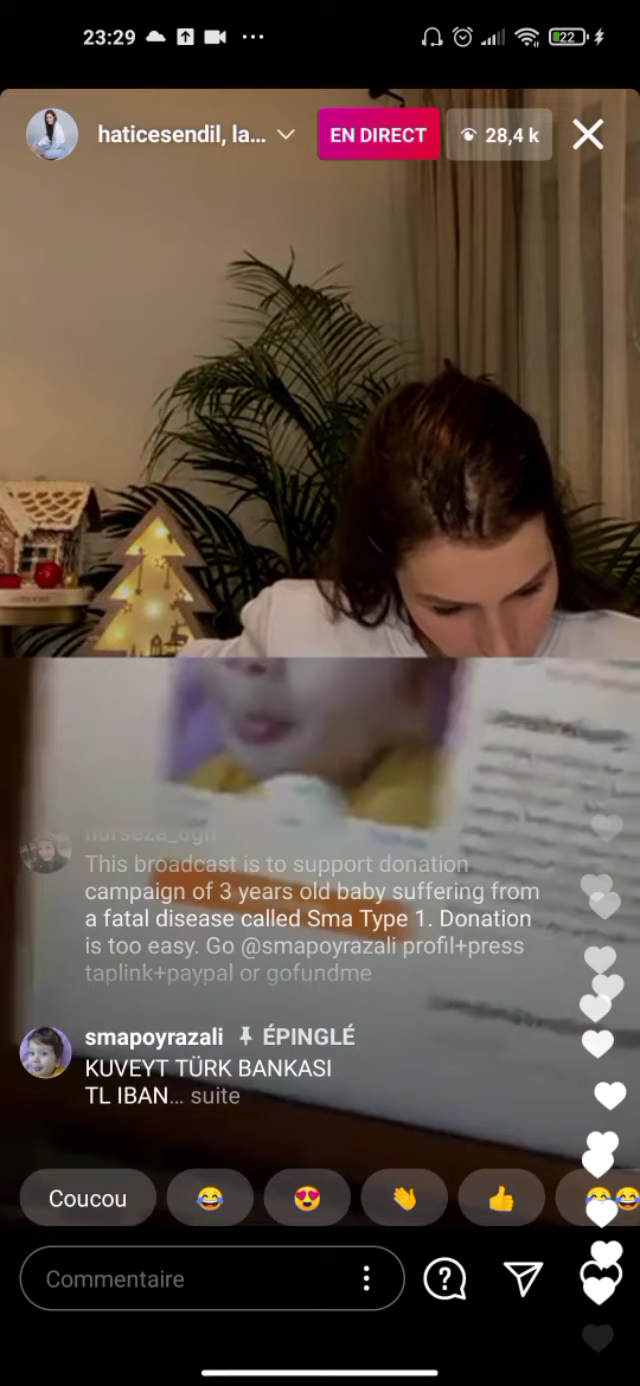 23:29
22
haticesendil, la...
EN DIRECT
28,4 k
This broadcast is to support donation
campaign of 3 years old baby suffering from
a fatal disease called Sma Type 1. Donation
is too easy. Go @smapoyrazali profil+press
taplink+paypal or gofundme
smapoyrazali ÉPINGLÉ
KUVEYT TÜRK BANKASI
TL IBAN... suite
Coucou
Commentaire